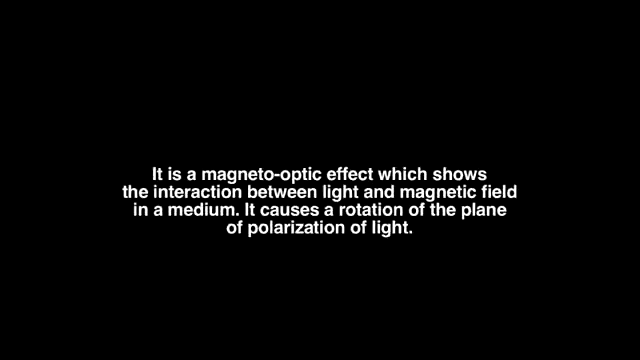 It is a magneto-optic effect which shows
the interaction between light and magnetic field
in a medium. It causes a rotation of the plane
of polarization of light.